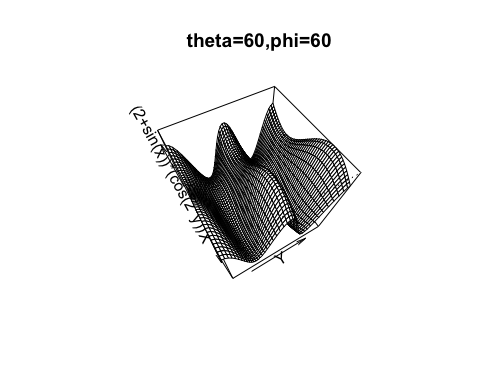 theta=60,phi=60
(2+sin(x)) (cos(2 y))
X
Y